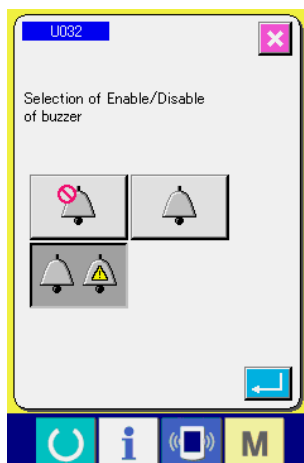 U032
Selection of Enable/Disable
of buzzer
i
M